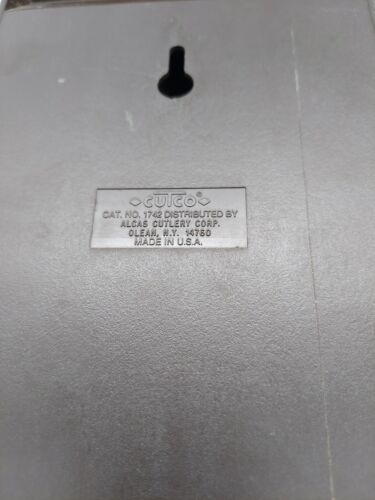 CUTCO®
CAT. NO. 1742 DISTRIBUTED BY
ALCAS CUTLERY CORP.
OLEAN, N.Y. 14760
MADE IN U.S.A.